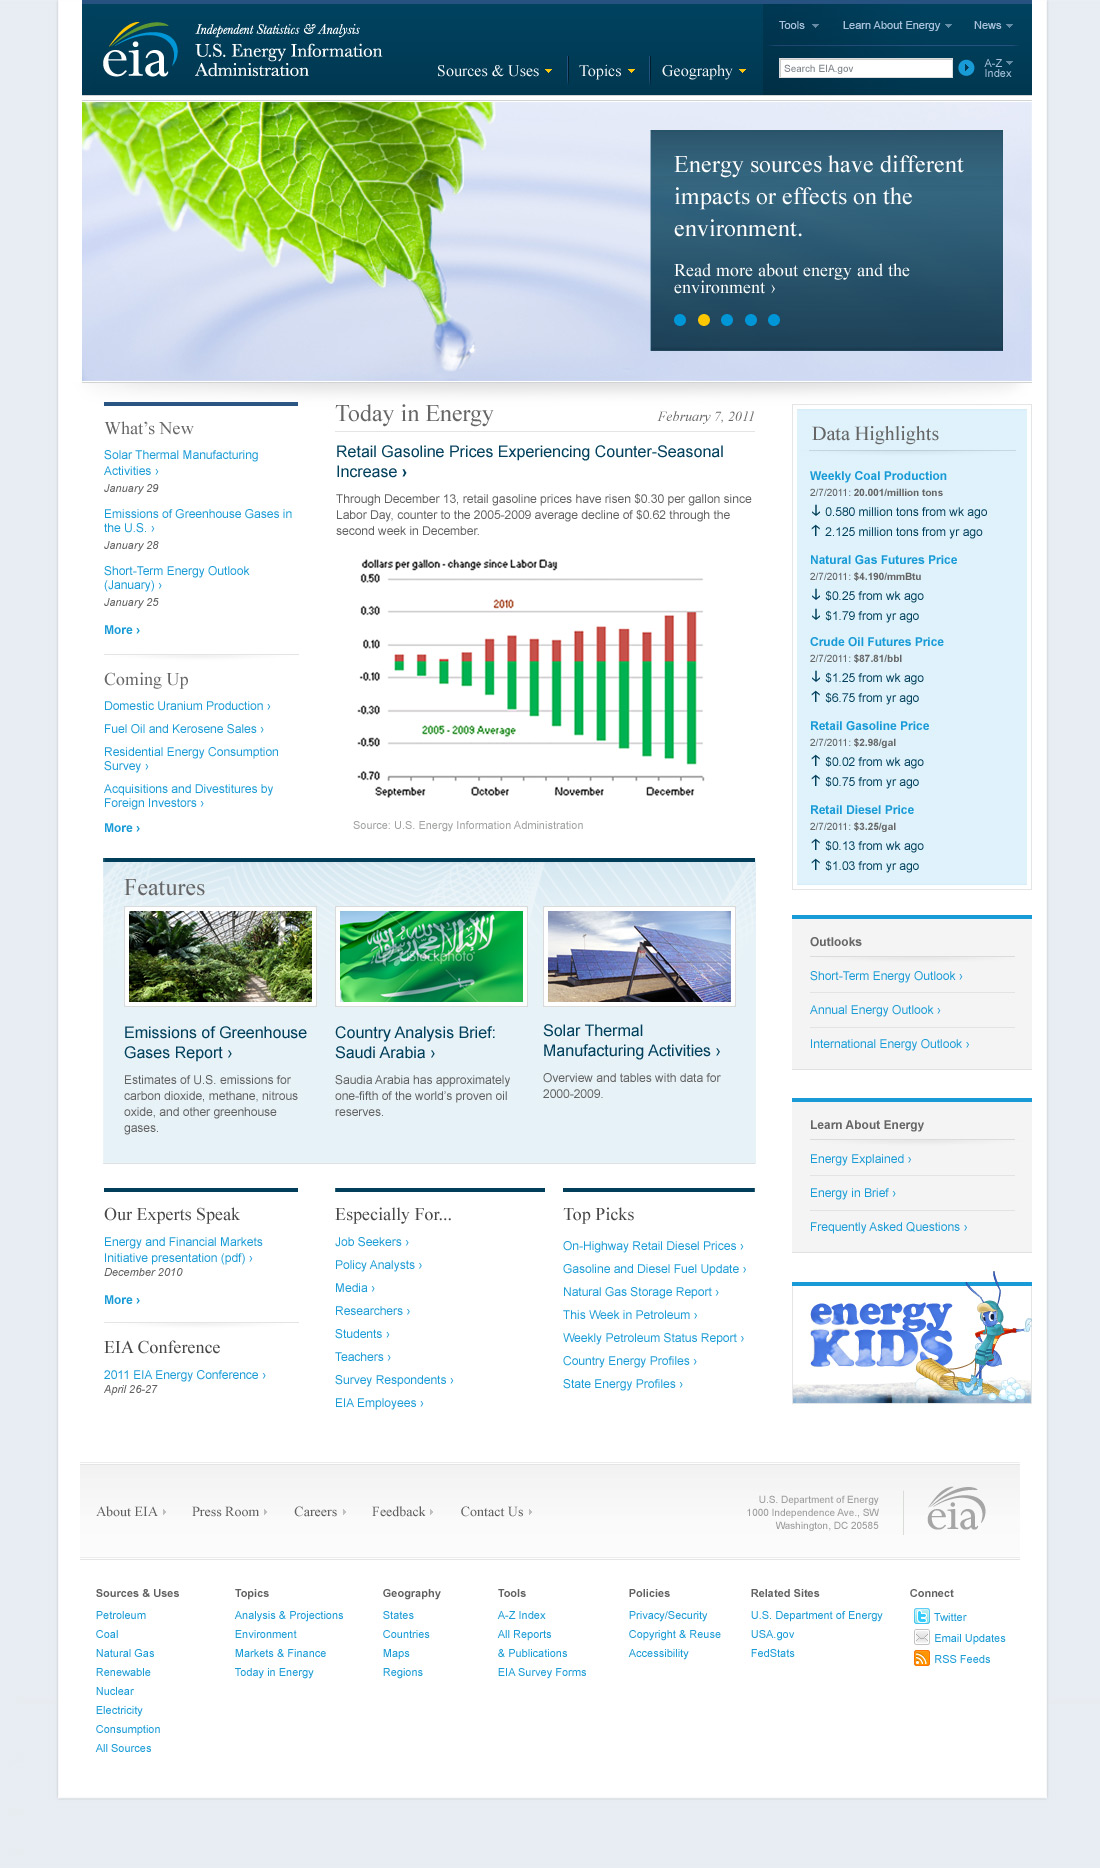 eia
Independent Statistics & Analysis
U.S. Energy Information
Administration
Sources & Uses
Topics
Geography
Tools
Learn About Energy
News
Search EIA.gov
A-Z
Index
Energy sources have different
impacts or effects on the
environment.
Read more about energy and the
environment ›
What's New
Solar Thermal Manufacturing
Activities ›
January 29
Emissions of Greenhouse Gases in
the U.S. ›
January 28
Short-Term Energy Outlook
(January) ›
January 25
More ›
Coming Up
Domestic Uranium Production ›
Fuel Oil and Kerosene Sales ›
Residential Energy Consumption
Survey ›
Acquisitions and Divestitures by
Foreign Investors ›
More ›
Today in Energy
February 7, 2011
Retail Gasoline Prices Experiencing Counter-Seasonal
Increase ›
Through December 13, retail gasoline prices have risen $0.30 per gallon since
Labor Day, counter to the 2005-2009 average decline of $0.62 through the
second week in December.
dollars per gallon - change since Labor Day
0.50
0.30
0.10
-0.10
-0.30
-0.50
-0.70
2010
2005 - 2009 Average
September
October
November
December
Source: U.S. Energy Information Administration
Data Highlights
Weekly Coal Production
2/7/2011: 20.001/million tons
↓ 0.580 million tons from wk ago
↑ 2.125 million tons from yr ago
Natural Gas Futures Price
2/7/2011: $4.190/mmBtu
↓ $0.25 from wk ago
↓ $1.79 from yr ago
Crude Oil Futures Price
2/7/2011: $87.81/bbl
↓ $1.25 from wk ago
↑ $6.75 from yr ago
Retail Gasoline Price
2/7/2011: $2.98/gal
↑ $0.02 from wk ago
↑ $0.75 from yr ago
Retail Diesel Price
2/7/2011: $3.25/gal
↑ $0.13 from wk ago
↑ $1.03 from yr ago
Features
iStockphoto
Emissions of Greenhouse
Gases Report ›
Estimates of U.S. emissions for
carbon dioxide, methane, nitrous
oxide, and other greenhouse
gases.
Country Analysis Brief:
Saudi Arabia ›
Saudia Arabia has approximately
one-fifth of the world's proven oil
reserves.
Solar Thermal
Manufacturing Activities ›
Overview and tables with data for
2000-2009.
Outlooks
Short-Term Energy Outlook ›
Annual Energy Outlook ›
International Energy Outlook ›
Learn About Energy
Energy Explained ›
Energy in Brief ›
Frequently Asked Questions ›
energy
KIDS
Our Experts Speak
Energy and Financial Markets
Initiative presentation (pdf) ›
December 2010
More ›
EIA Conference
2011 EIA Energy Conference ›
April 26-27
Especially For...
Job Seekers ›
Policy Analysts ›
Media ›
Researchers ›
Students ›
Teachers ›
Survey Respondents ›
EIA Employees ›
Top Picks
On-Highway Retail Diesel Prices ›
Gasoline and Diesel Fuel Update ›
Natural Gas Storage Report ›
This Week in Petroleum ›
Weekly Petroleum Status Report ›
Country Energy Profiles ›
State Energy Profiles ›
About EIA
Press Room
Careers
Feedback
Contact Us
U.S. Department of Energy
1000 Independence Ave., SW
Washington, DC 20585
eia
Sources & Uses
Petroleum
Coal
Natural Gas
Renewable
Nuclear
Electricity
Consumption
All Sources
Topics
Analysis & Projections
Environment
Markets & Finance
Today in Energy
Geography
States
Countries
Maps
Regions
Tools
A-Z Index
All Reports
& Publications
EIA Survey Forms
Policies
Privacy/Security
Copyright & Reuse
Accessibility
Related Sites
U.S. Department of Energy
USA.gov
FedStats
Connect
Twitter
Email Updates
RSS Feeds